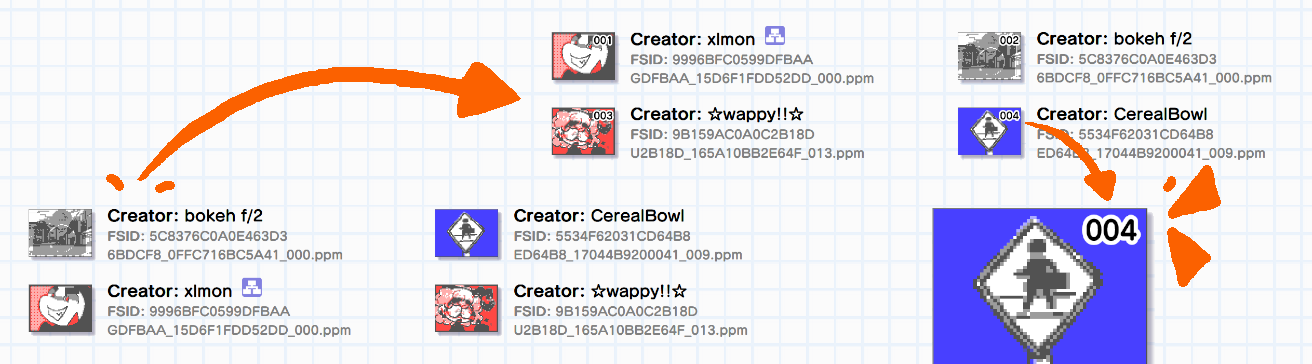 001
Creator: xlmon
FSID: 9996BFC0599DFBAA
GDFBAA_15D6F1FDD52DD_000.ppm
002
Creator: bokeh f/2
FSID: 5C8376C0A0E463D3
6BDCF8_0FFC716BC5A41_000.ppm
003
Creator: ☆wappy!!☆
FSID: 9B159AC0A0C2B18D
U2B18D_165A10BB2E64F_013.ppm
004
Creator: CerealBowl
FSID: 5534F62031CD64B8
ED64B8_17044B9200041_009.ppm
Creator: bokeh f/2
FSID: 5C8376C0A0E463D3
6BDCF8_0FFC716BC5A41_000.ppm
Creator: CerealBowl
FSID: 5534F62031CD64B8
ED64B8_17044B9200041_009.ppm
Creator: xlmon
FSID: 9996BFC0599DFBAA
GDFBAA_15D6F1FDD52DD_000.ppm
Creator: ☆wappy!!☆
FSID: 9B159AC0A0C2B18D
U2B18D_165A10BB2E64F_013.ppm
004